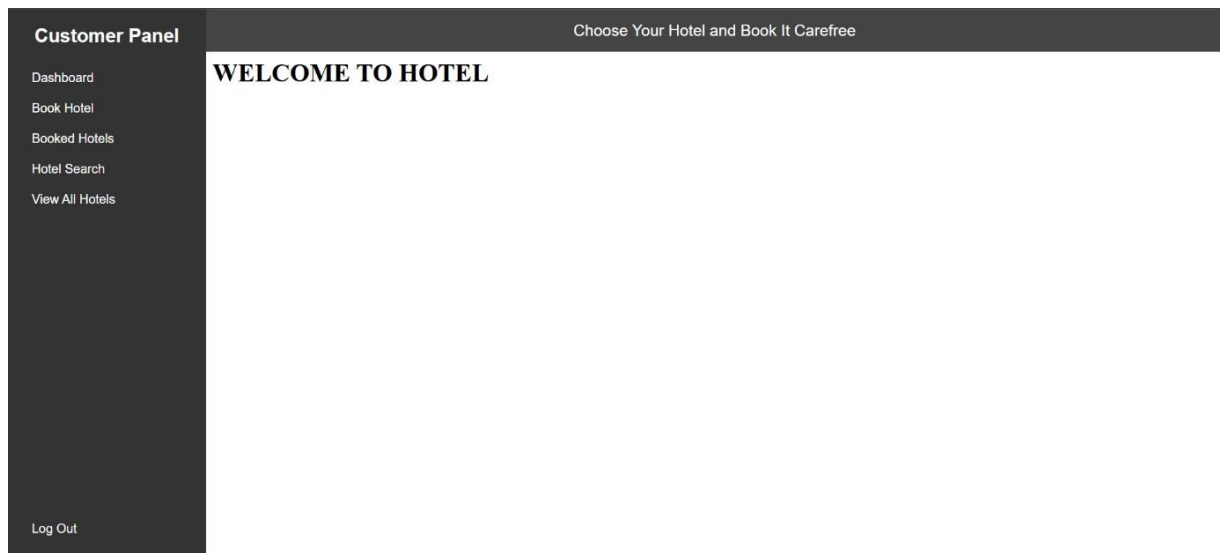 Customer Panel
Dashboard
Book Hotel
Booked Hotels
Hotel Search
View All Hotels
Log Out
Choose Your Hotel and Book It Carefree
WELCOME TO HOTEL